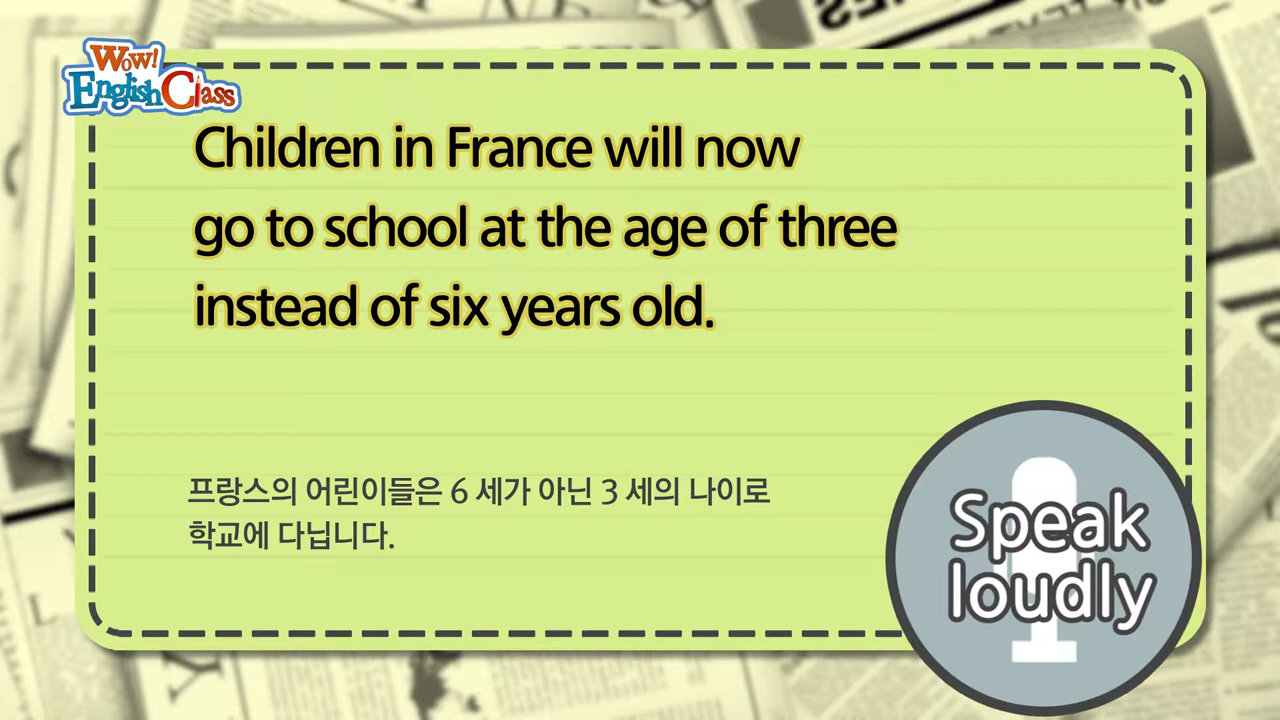 Wow!
English Class
Children in France will now
go to school at the age of three
instead of six years old.
프랑스의 어린이들은 6 세가 아닌 3 세의 나이로
학교에 다닙니다.
Speak
loudly